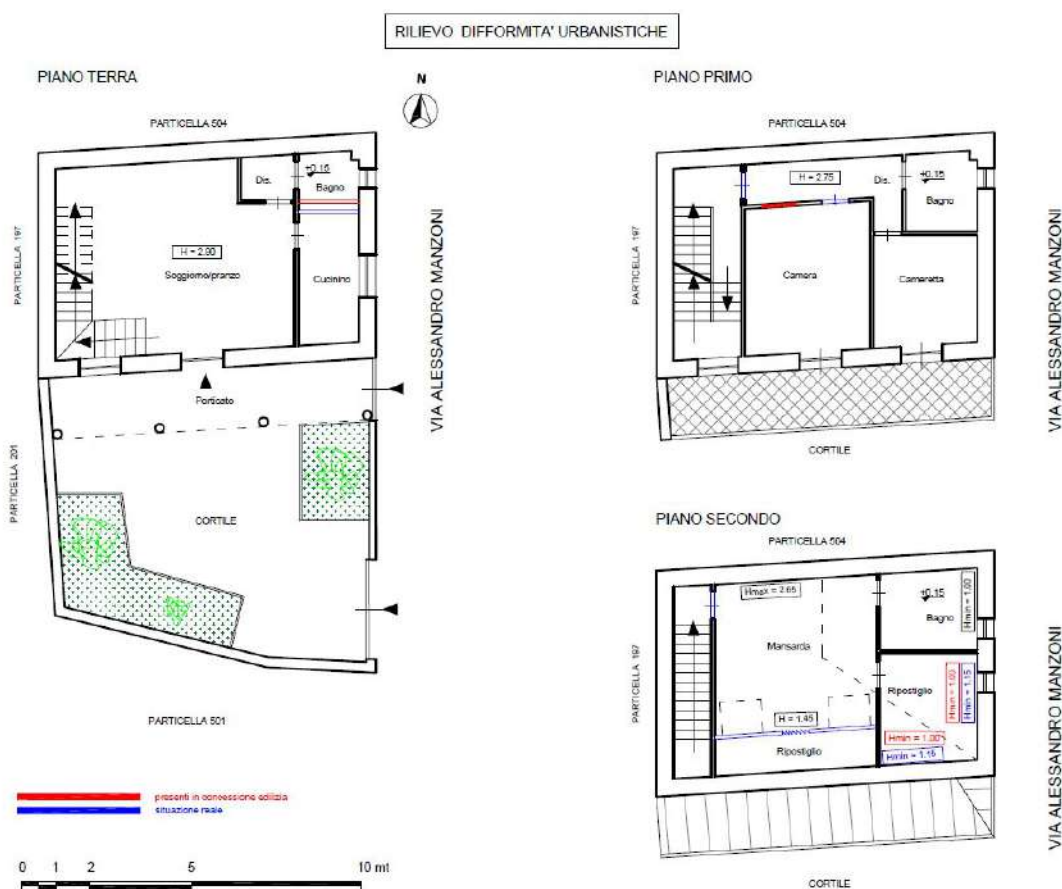 RILIEVO DIFFORMITA' URBANISTICHE
PIANO TERRA
N
PARTICELLA 504
Dis.
+0.15
Bagno
H = 2.90
Soggiorno/pranzo
Cucinino
PARTICELLA 197
VIA ALESSANDRO MANZONI
Porticato
PARTICELLA 201
CORTILE
PARTICELLA 501
presenti in concessione edilizia
situazione reale
0 1 2 5 10 mt
PIANO PRIMO
PARTICELLA 504
H = 2.75
Dis.
+0.15
Bagno
Camera
Cameretta
PARTICELLA 197
VIA ALESSANDRO MANZONI
CORTILE
PIANO SECONDO
PARTICELLA 504
Hmax = 2.65
+0.15
Bagno
Hmin = 1.00
Mansarda
Ripostiglio
Hmin = 1.00
Hmin = 1.15
H = 1.45
Hmin = 1.00
Hmin = 1.15
Ripostiglio
PARTICELLA 197
VIA ALESSANDRO MANZONI
CORTILE